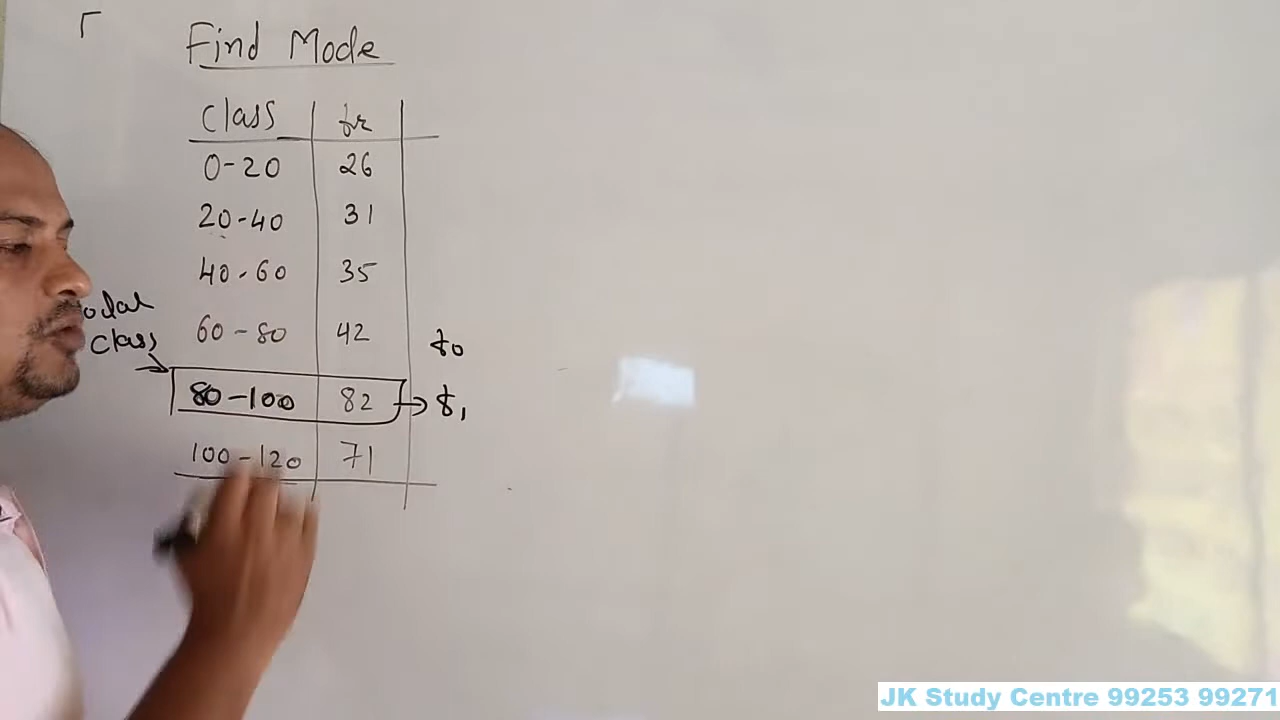 Find Mode
Class fr
0-20 26
20-40 31
40-60 35
60-80 42 f0
class
80-100 82 → f1
100-120 71
JK Study Centre 99253 99271